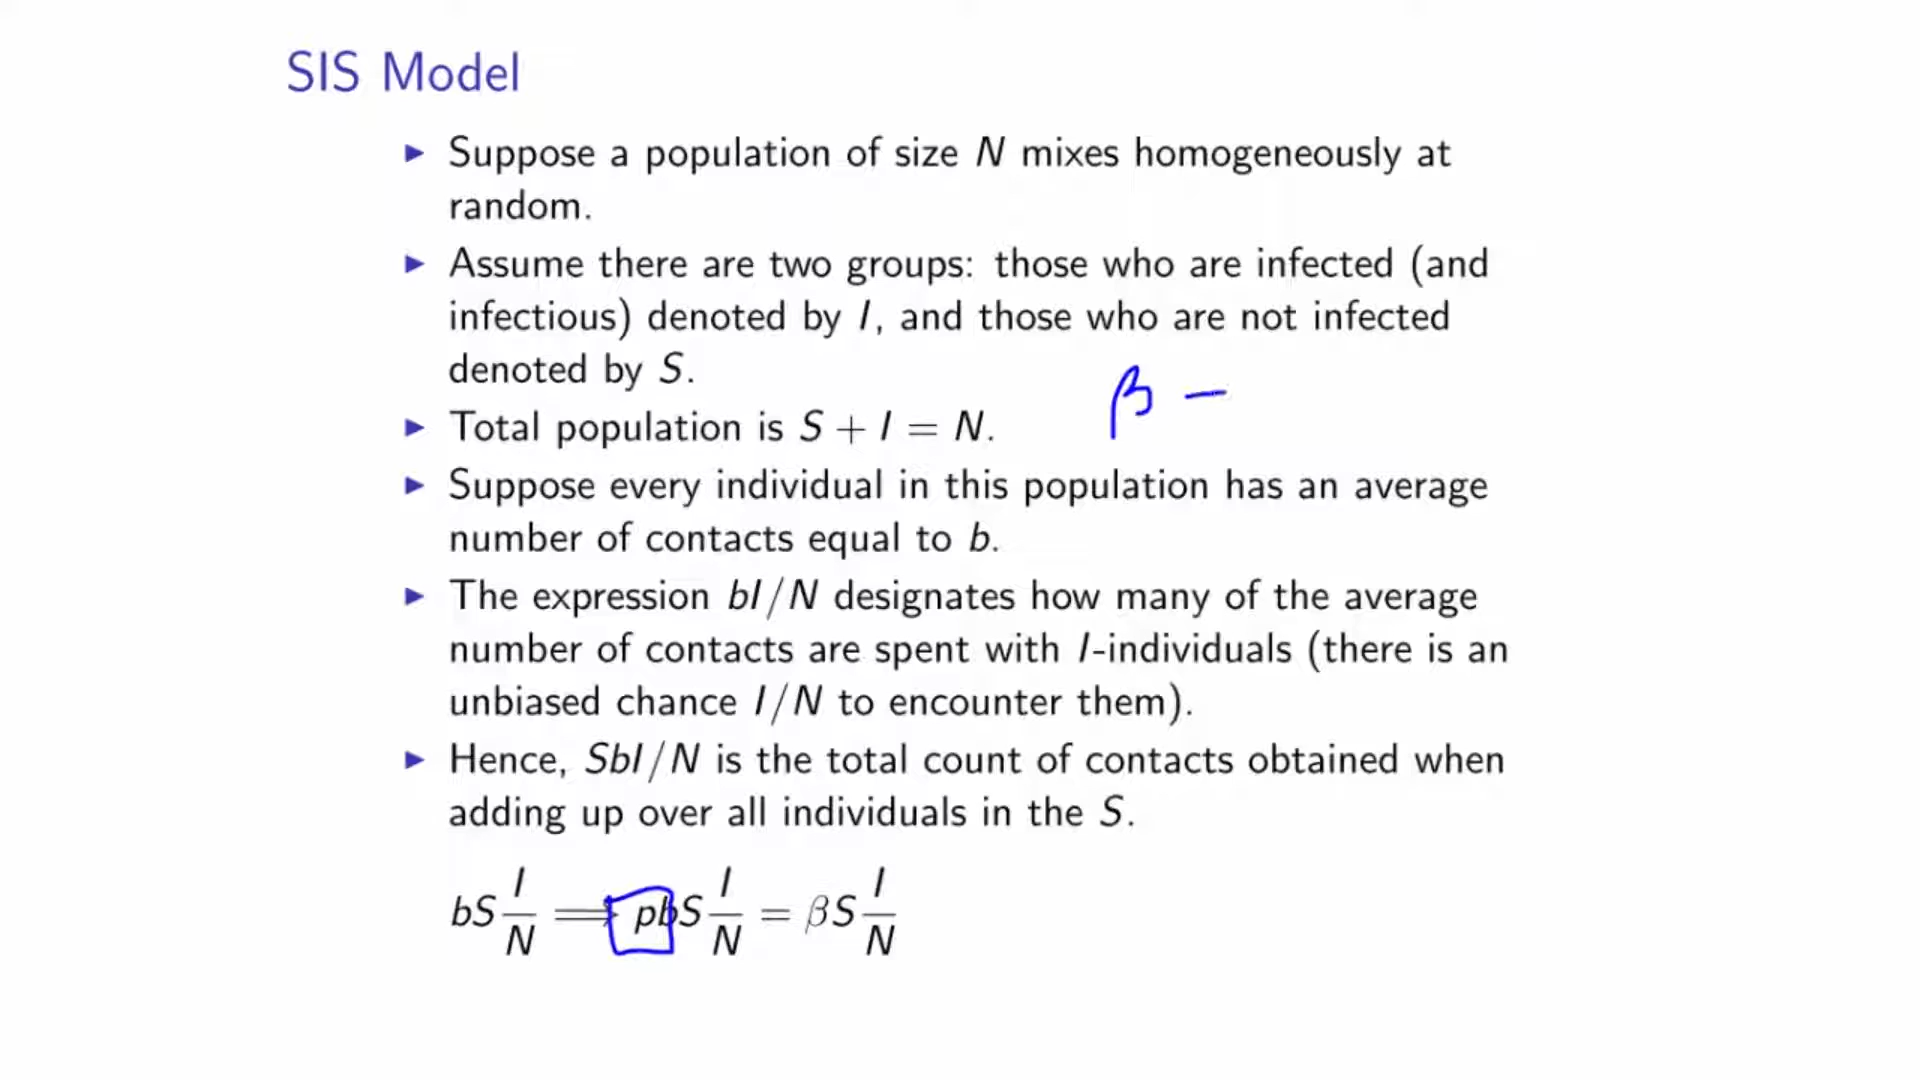 SIS Model
▶ Suppose a population of size N mixes homogeneously at
random.
▶ Assume there are two groups: those who are infected (and
infectious) denoted by I, and those who are not infected
denoted by S.
β –
▶ Total population is S + I = N.
▶ Suppose every individual in this population has an average
number of contacts equal to b.
▶ The expression bI/N designates how many of the average
number of contacts are spent with I-individuals (there is an
unbiased chance I/N to encounter them).
▶ Hence, SbI/N is the total count of contacts obtained when
adding up over all individuals in the S.
bS I/N ⟹ pbS I/N = βS I/N